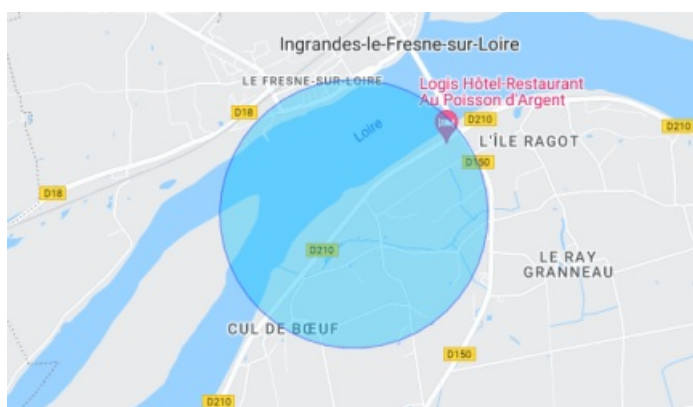 Ingrandes-le-Fresne-sur-Loire
LE FRESNE-SUR-LOIRE
Logis Hôtel-Restaurant
Au Poisson d'Argent
D18
Loire
D210
D210
L'ÎLE RAGOT
D150
D18
D210
LE RAY
GRANNEAU
CUL DE BŒUF
D150
D210